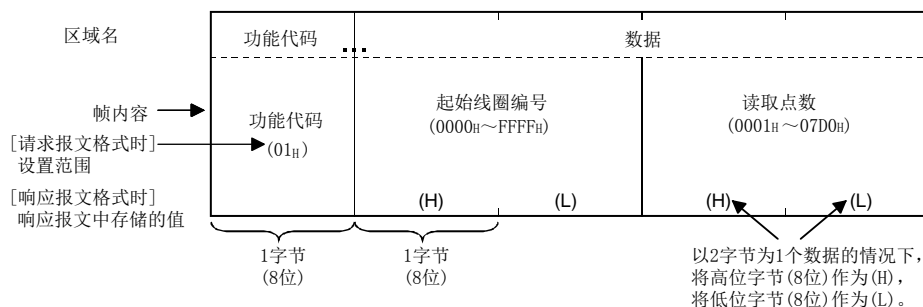 区域名
功能代码
数据
帧内容
[请求报文格式时]
设置范围
[响应报文格式时]
响应报文中存储的值
功能代码
(01H)
起始线圈编号
(0000H～FFFFH)
读取点数
(0001H～07D0H)
(H)
(L)
(H)
(L)
1字节
(8位)
1字节
(8位)
以2字节为1个数据的情况下，
将高位字节(8位)作为(H)，
将低位字节(8位)作为(L)。